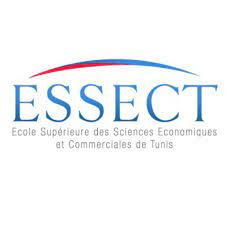 ESSECT
Ecole Supérieure des Sciences Economiques
et Commerciales de Tunis